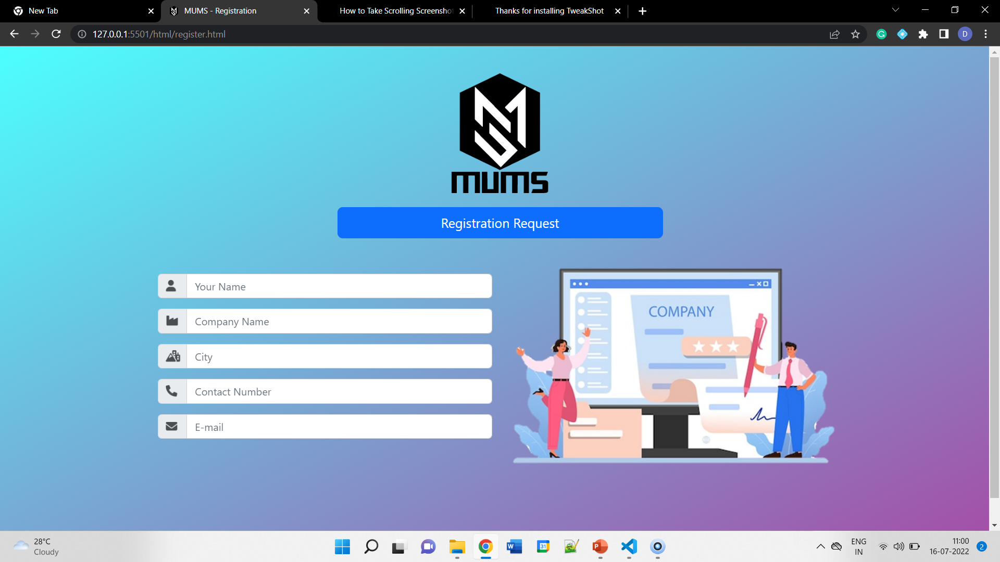 New Tab
MUMS - Registration
How to Take Scrolling Screensho
Thanks for installing TweakShot
127.0.0.1:5501/html/register.html
D
MUMS
Registration Request
Your Name
Company Name
City
Contact Number
E-mail
COMPANY
28°C
Cloudy
W
31
P
ENG
IN
11:00
16-07-2022
2